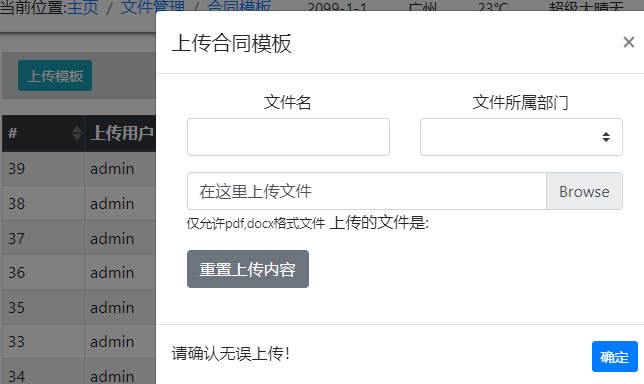 当前位置:主页 / 文件管理 / 合同模板 2099-1-1 广州 23℃ 超级大晴天
上传模板
# 上传用户
39 admin
38 admin
37 admin
36 admin
35 admin
33 admin
34 admin
上传合同模板 ×
文件名 文件所属部门
在这里上传文件 Browse
仅允许pdf,docx格式文件 上传的文件是:
重置上传内容
请确认无误上传！ 确定